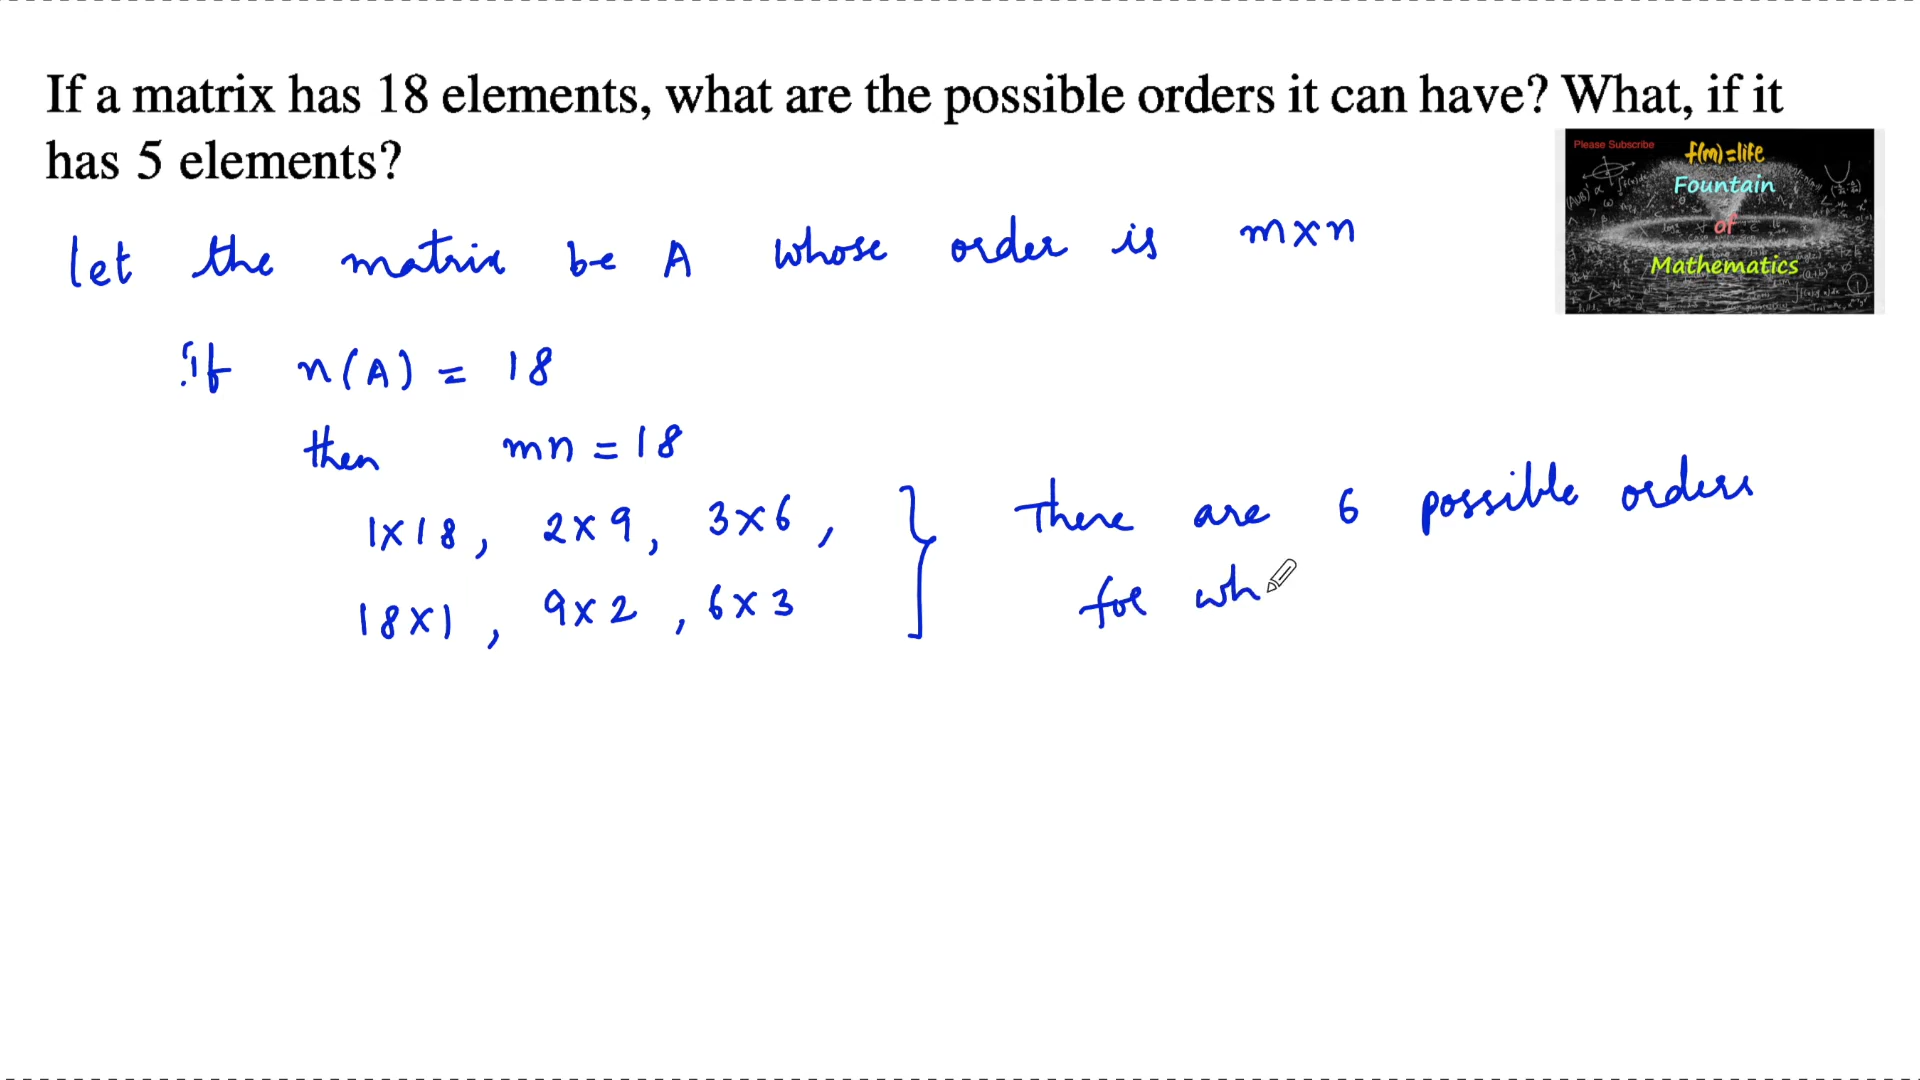 If a matrix has 18 elements, what are the possible orders it can have? What, if it
has 5 elements?
Please Subscribe
f(m)=life
Fountain
of
Mathematics
let the matrix be A whose order is m×n
if n(A) = 18
then mn = 18
1×18, 2×9, 3×6,
18×1, 9×2, 6×3
There are 6 possible orders
for wh